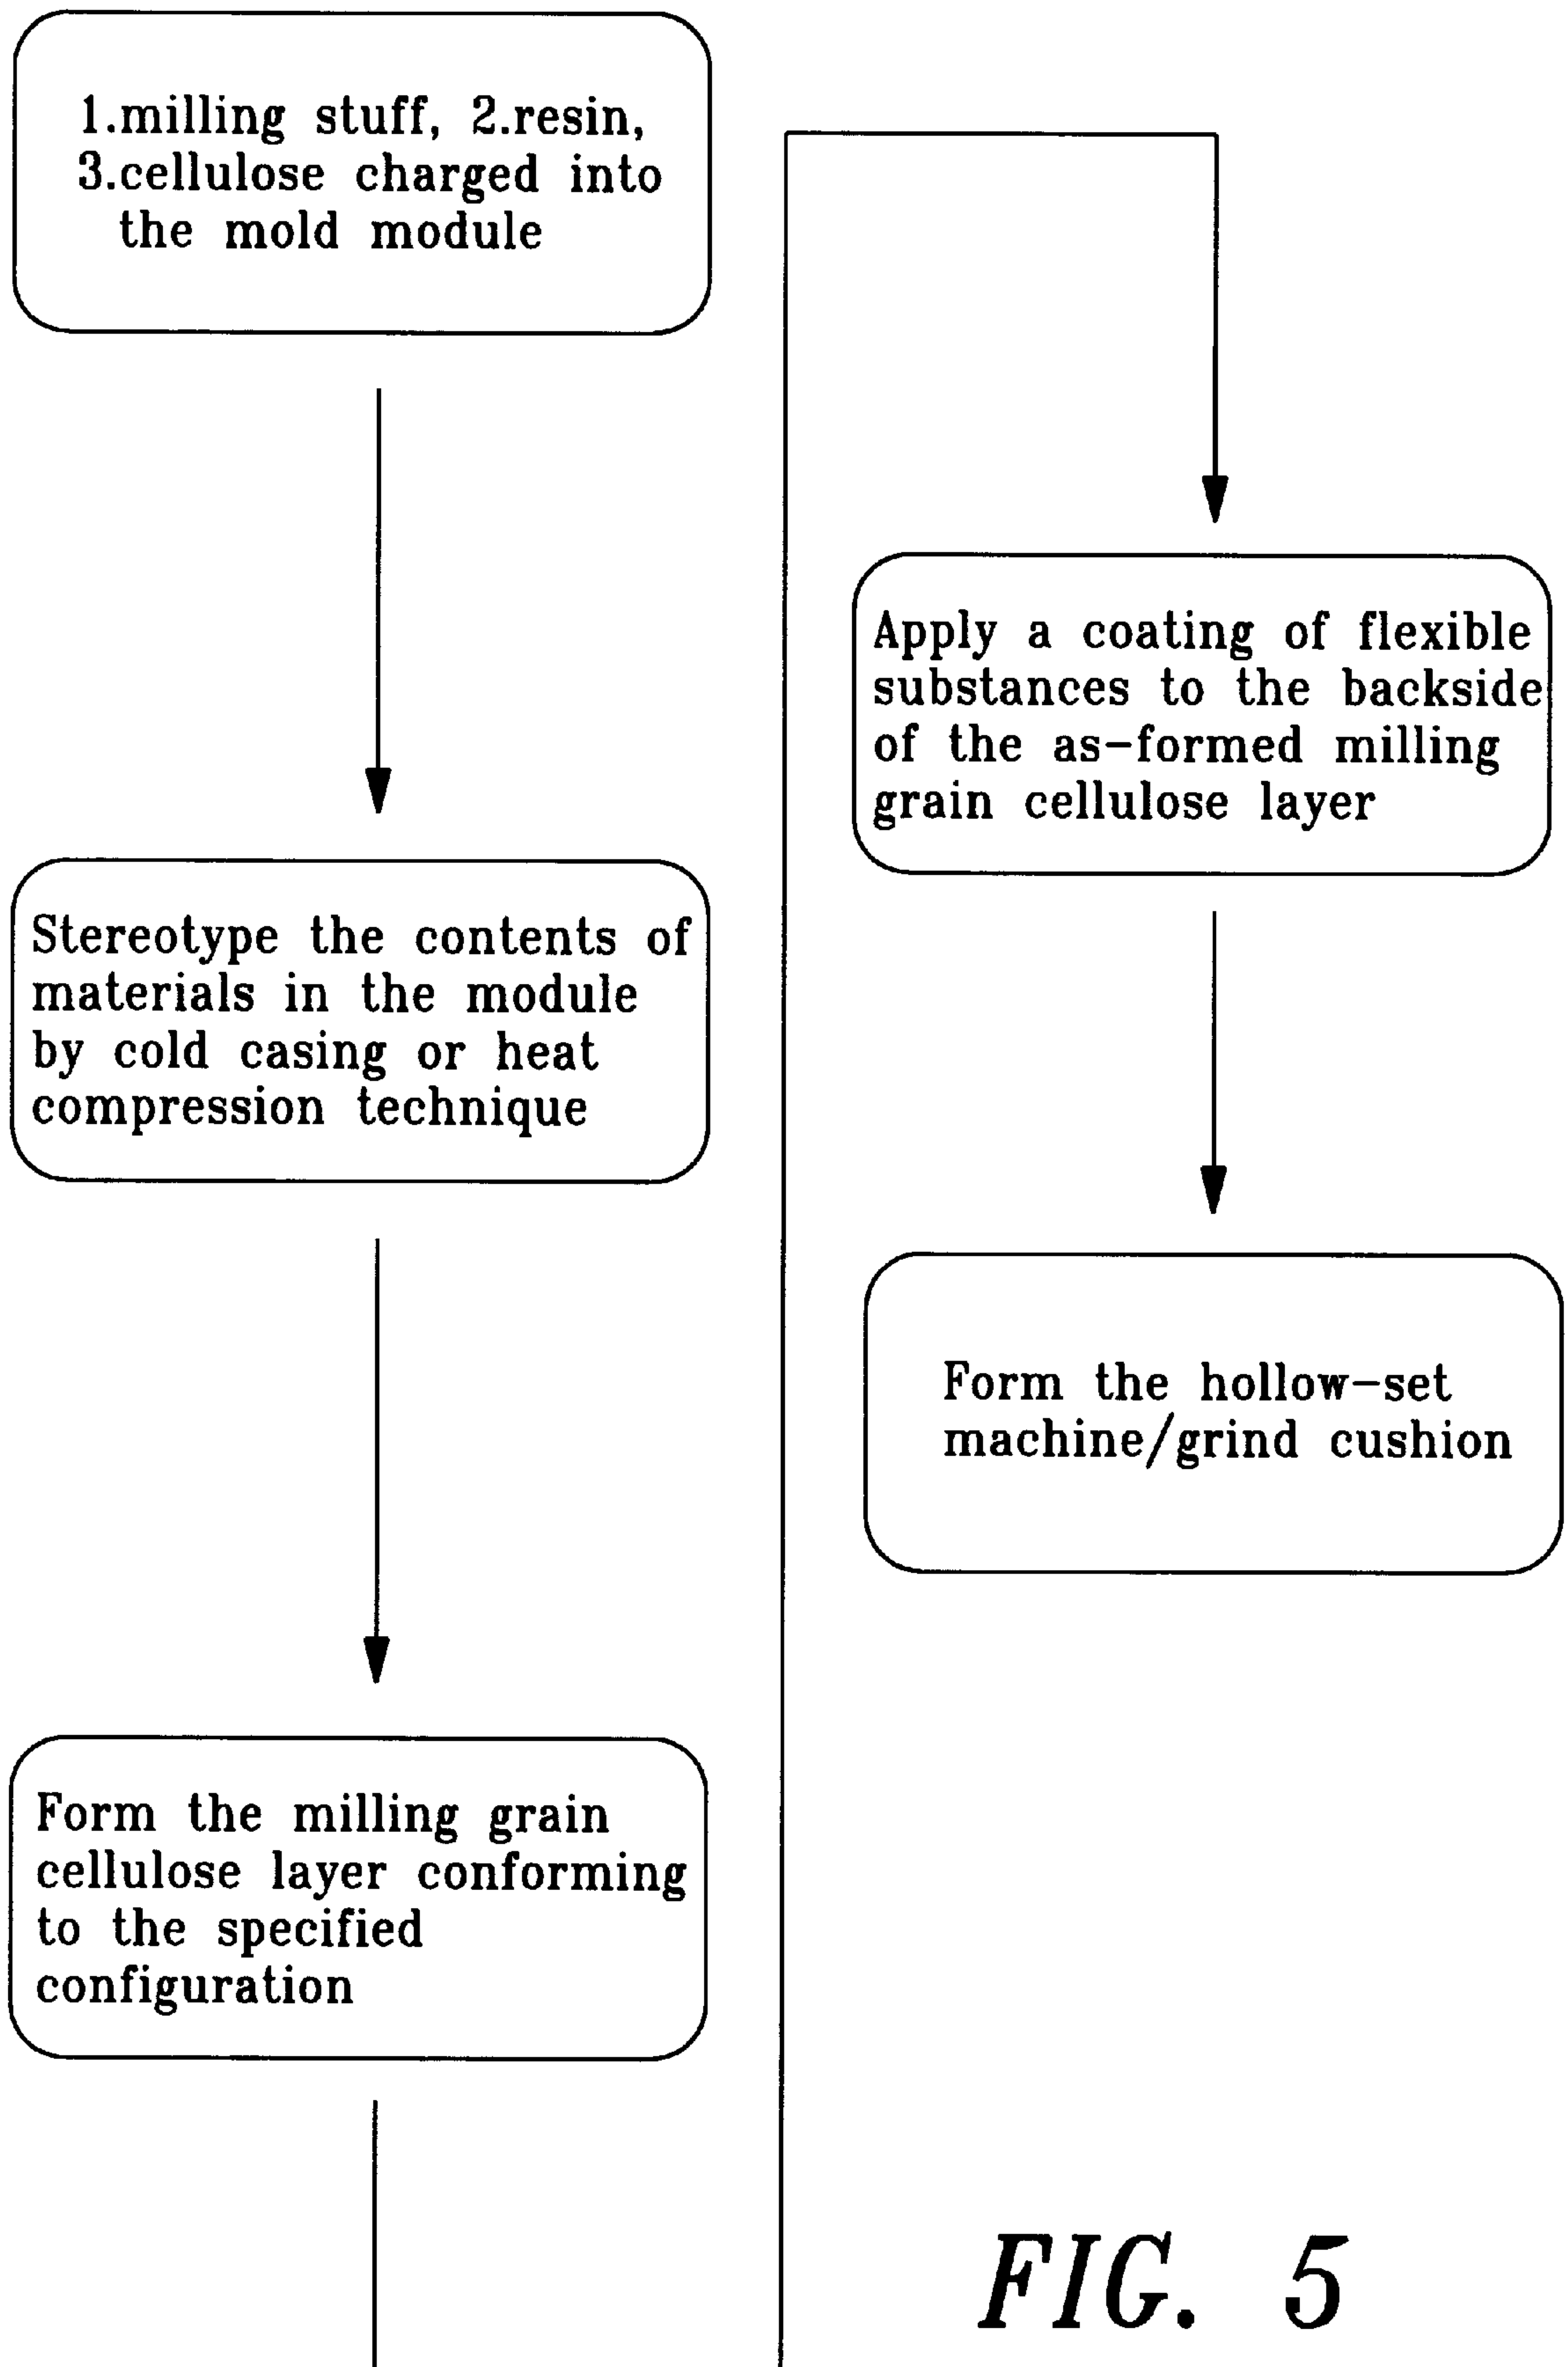 1.milling stuff, 2.resin,
3.cellulose charged into
the mold module
Stereotype the contents of
materials in the module
by cold casing or heat
compression technique
Form the milling grain
cellulose layer conforming
to the specified
configuration
Apply a coating of flexible
substances to the backside
of the as-formed milling
grain cellulose layer
Form the hollow-set
machine/grind cushion
FIG. 5